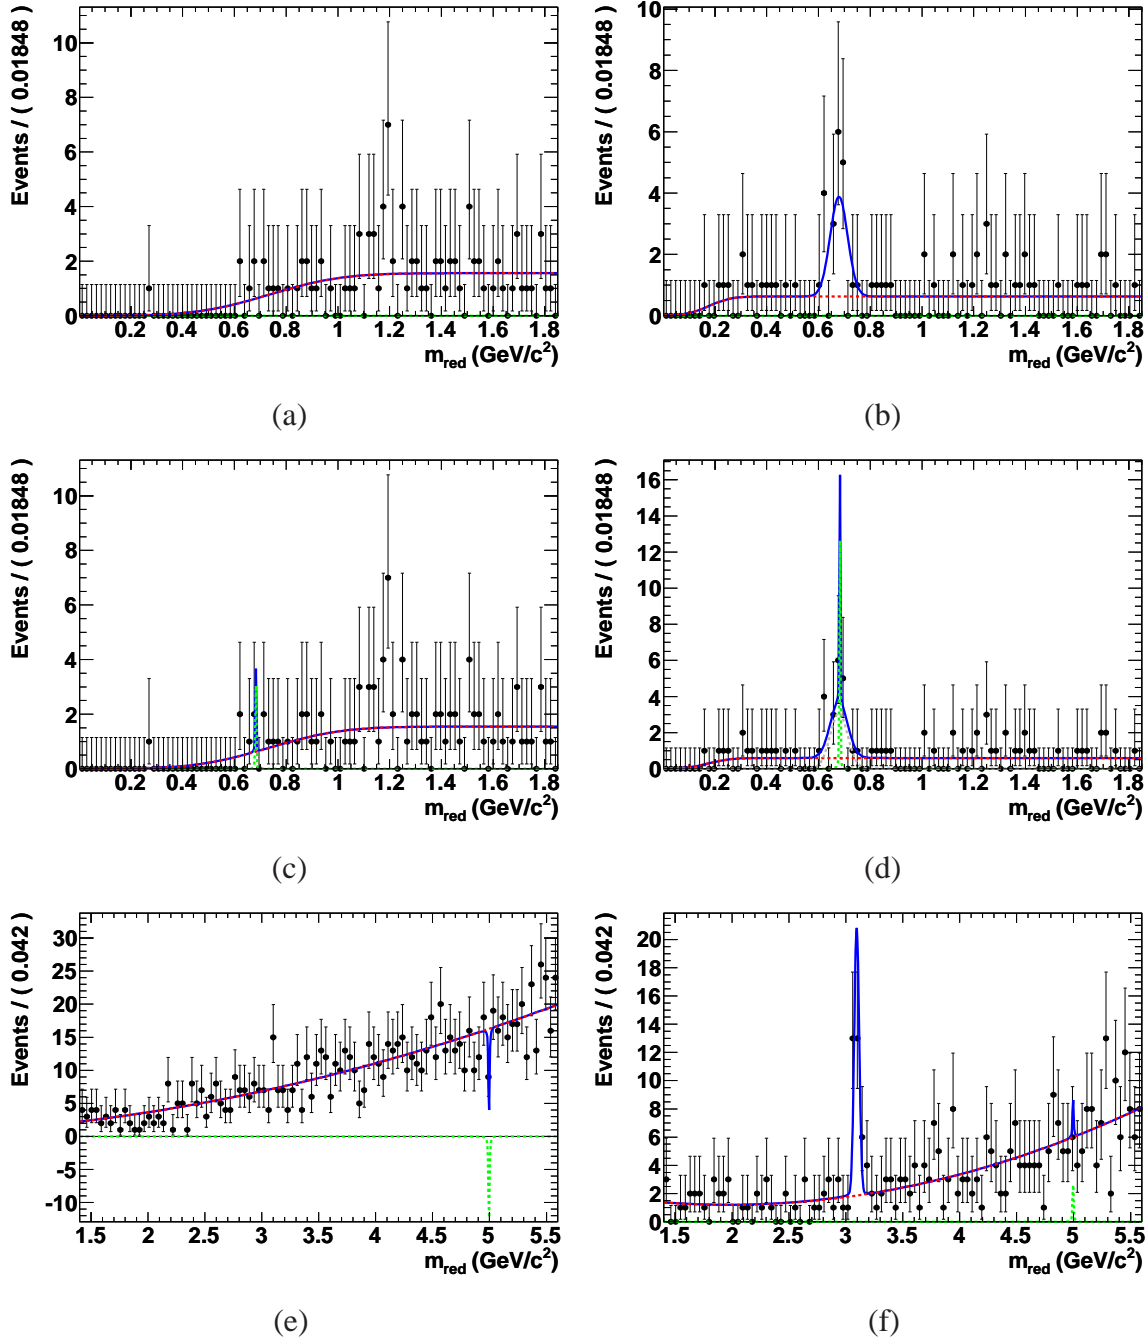 Events / ( 0.01848 )
10
8
6
4
2
0
0.2 0.4 0.6 0.8 1 1.2 1.4 1.6 1.8
m_red (GeV/c²)
(a)
Events / ( 0.01848 )
10
8
6
4
2
0
0.2 0.4 0.6 0.8 1 1.2 1.4 1.6 1.8
m_red (GeV/c²)
(b)
Events / ( 0.01848 )
10
8
6
4
2
0
0.2 0.4 0.6 0.8 1 1.2 1.4 1.6 1.8
m_red (GeV/c²)
(c)
Events / ( 0.01848 )
16
14
12
10
8
6
4
2
0
0.2 0.4 0.6 0.8 1 1.2 1.4 1.6 1.8
m_red (GeV/c²)
(d)
Events / ( 0.042 )
30
25
20
15
10
5
0
-5
-10
1.5 2 2.5 3 3.5 4 4.5 5 5.5
m_red (GeV/c²)
(e)
Events / ( 0.042 )
20
18
16
14
12
10
8
6
4
2
0
1.5 2 2.5 3 3.5 4 4.5 5 5.5
m_red (GeV/c²)
(f)